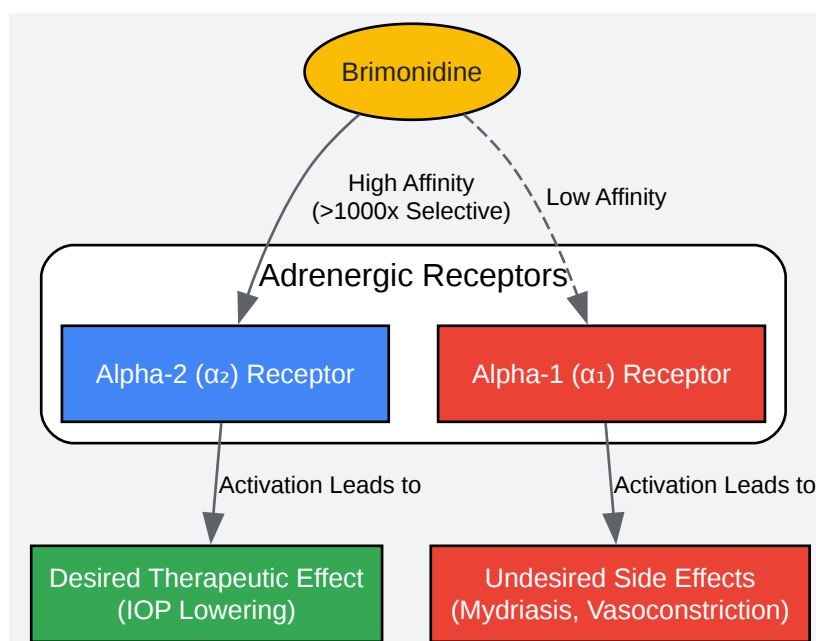 Brimonidine
High Affinity
(>1000x Selective)
Low Affinity
Adrenergic Receptors
Alpha-2 (α₂) Receptor
Alpha-1 (α₁) Receptor
Activation Leads to
Activation Leads to
Desired Therapeutic Effect
(IOP Lowering)
Undesired Side Effects
(Mydriasis, Vasoconstriction)